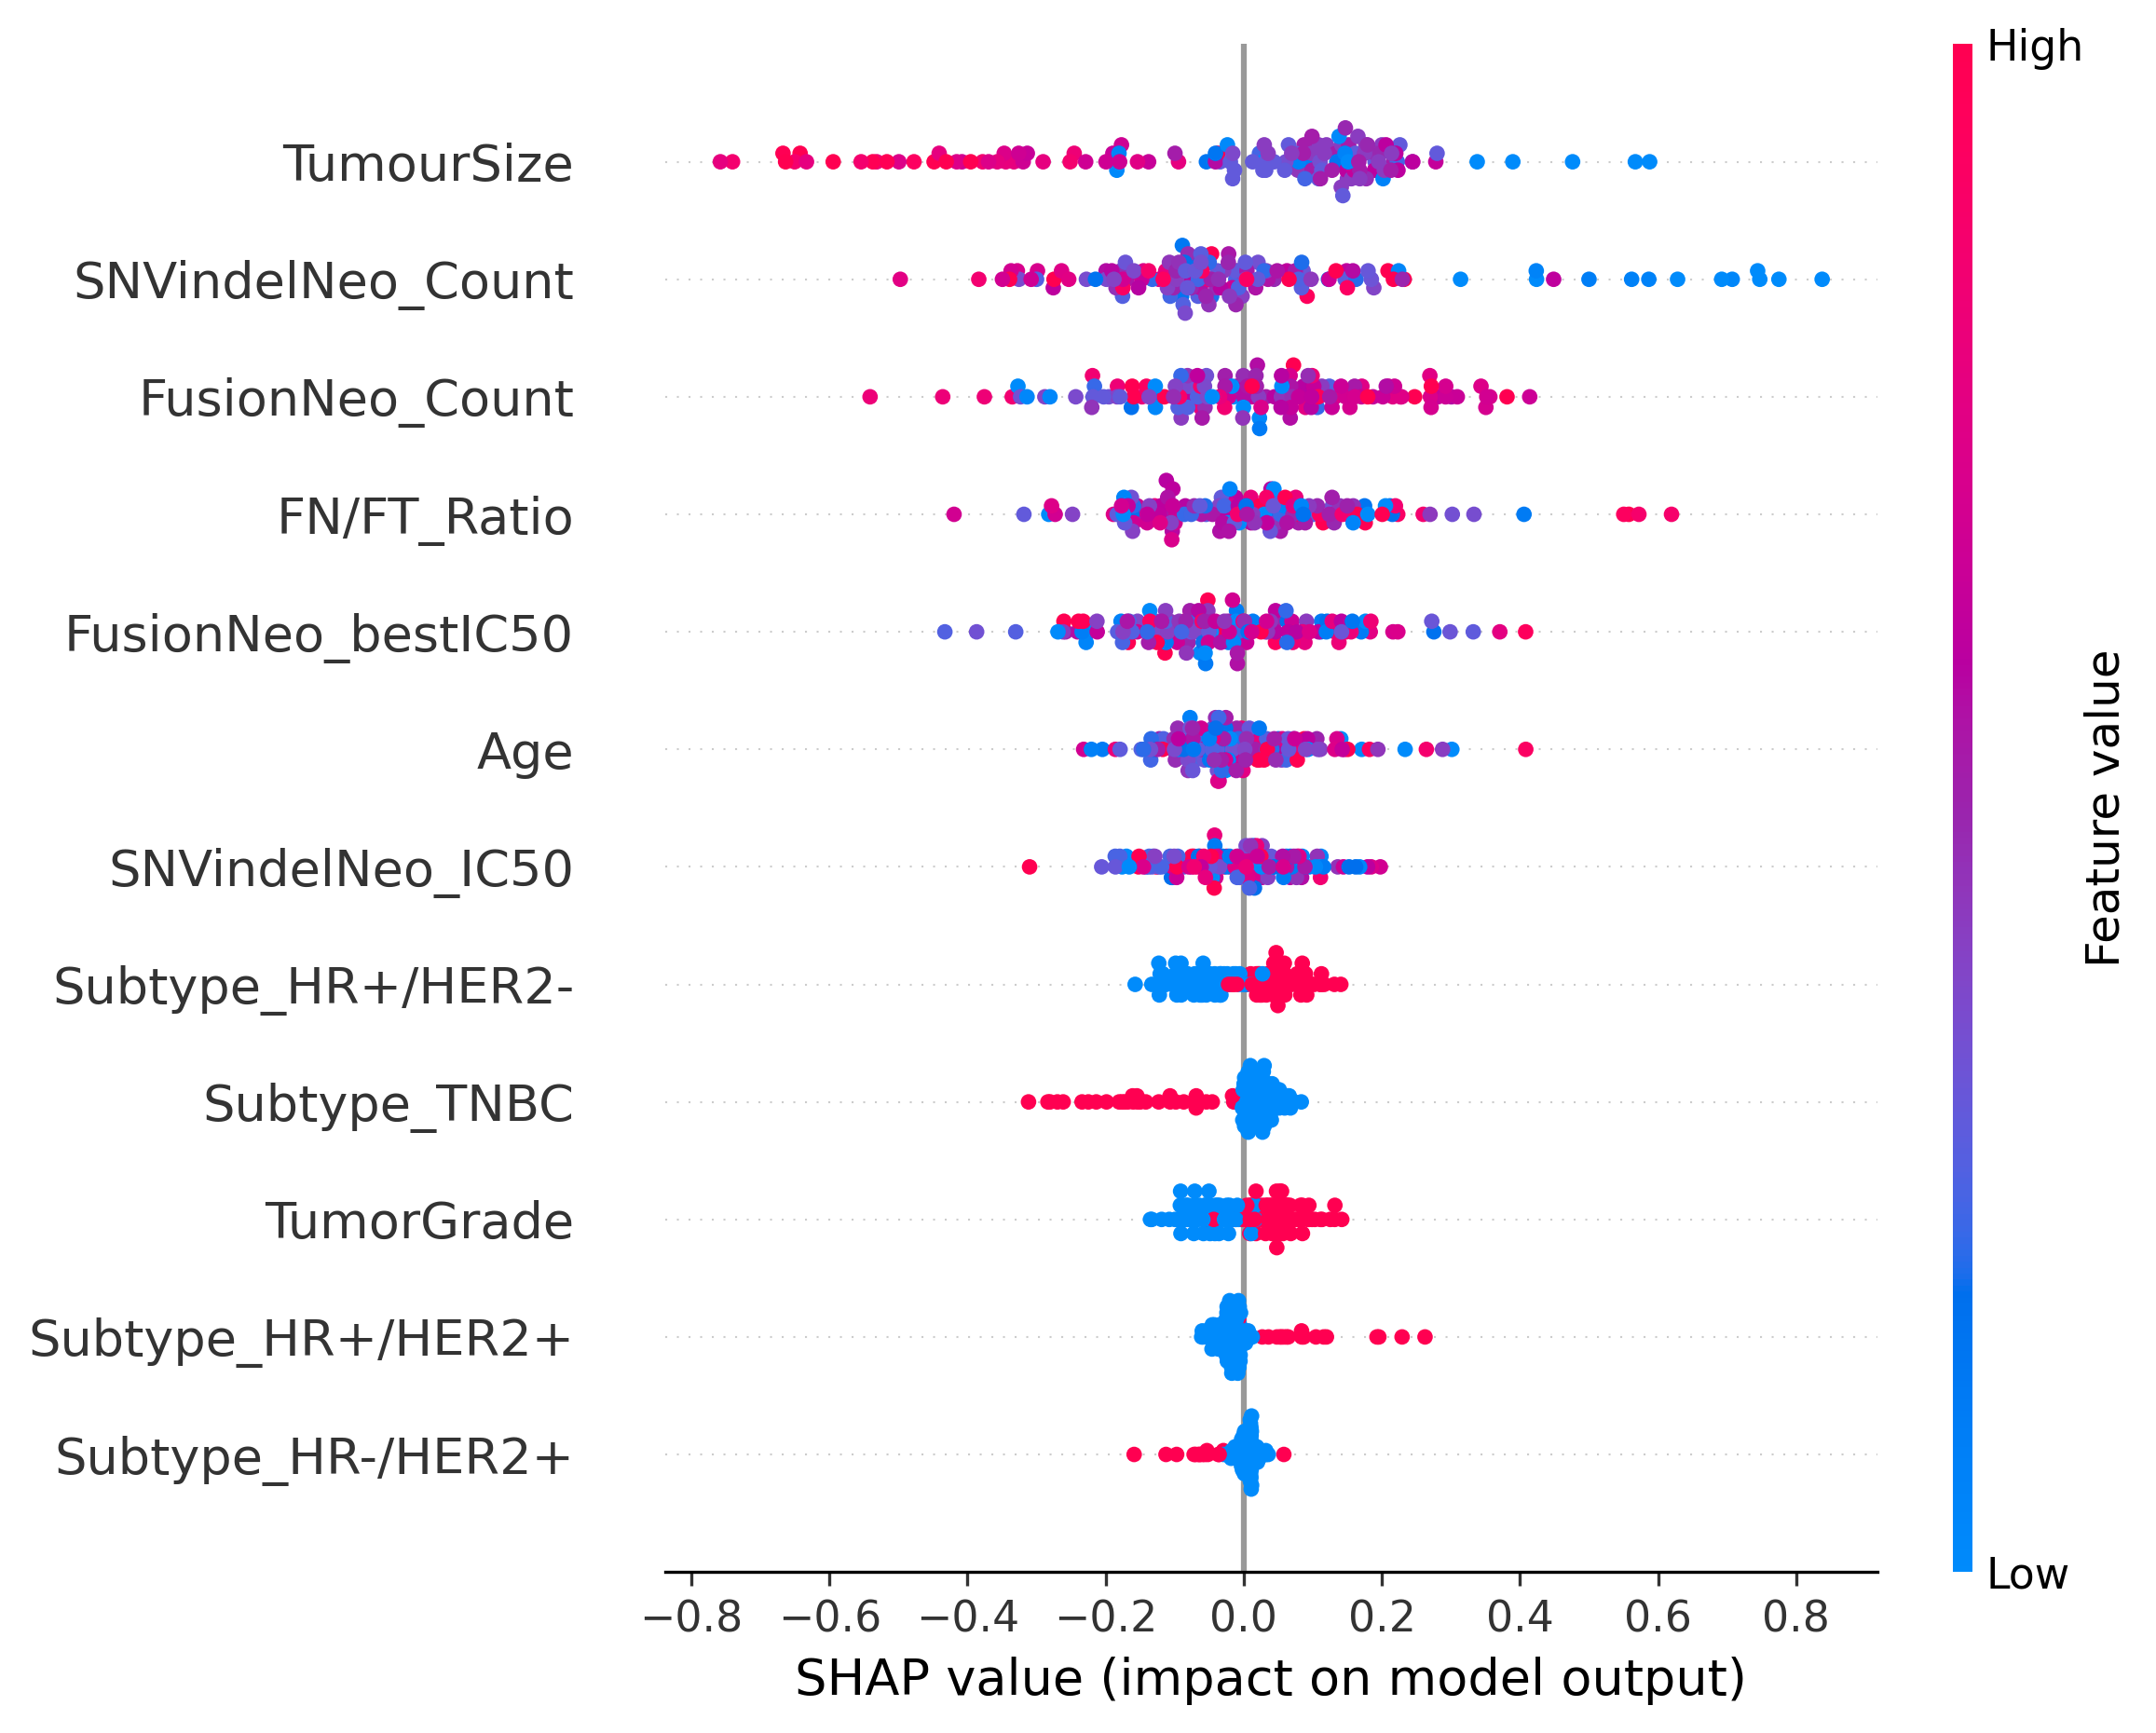 High
TumourSize
SNVindelNeo_Count
FusionNeo_Count
FN/FT_Ratio
FusionNeo_bestIC50
Age
SNVindelNeo_IC50
Subtype_HR+/HER2-
Subtype_TNBC
TumorGrade
Subtype_HR+/HER2+
Subtype_HR-/HER2+
Feature value
Low
−0.8 −0.6 −0.4 −0.2 0.0 0.2 0.4 0.6 0.8
SHAP value (impact on model output)